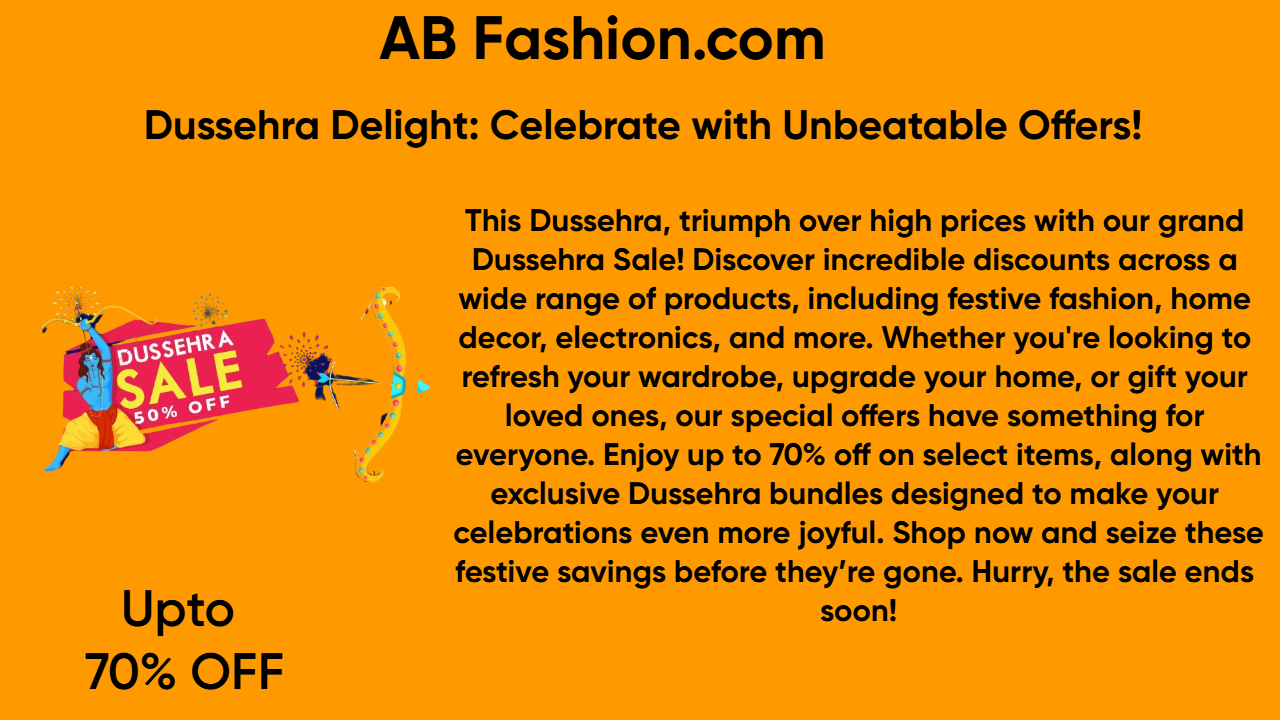 AB Fashion.com
Dussehra Delight: Celebrate with Unbeatable Offers!
This Dussehra, triumph over high prices with our grand
Dussehra Sale! Discover incredible discounts across a
wide range of products, including festive fashion, home
decor, electronics, and more. Whether you're looking to
refresh your wardrobe, upgrade your home, or gift your
loved ones, our special offers have something for
everyone. Enjoy up to 70% off on select items, along with
exclusive Dussehra bundles designed to make your
celebrations even more joyful. Shop now and seize these
festive savings before they’re gone. Hurry, the sale ends
soon!
DUSSEHRA
SALE
50% OFF
Upto
70% OFF